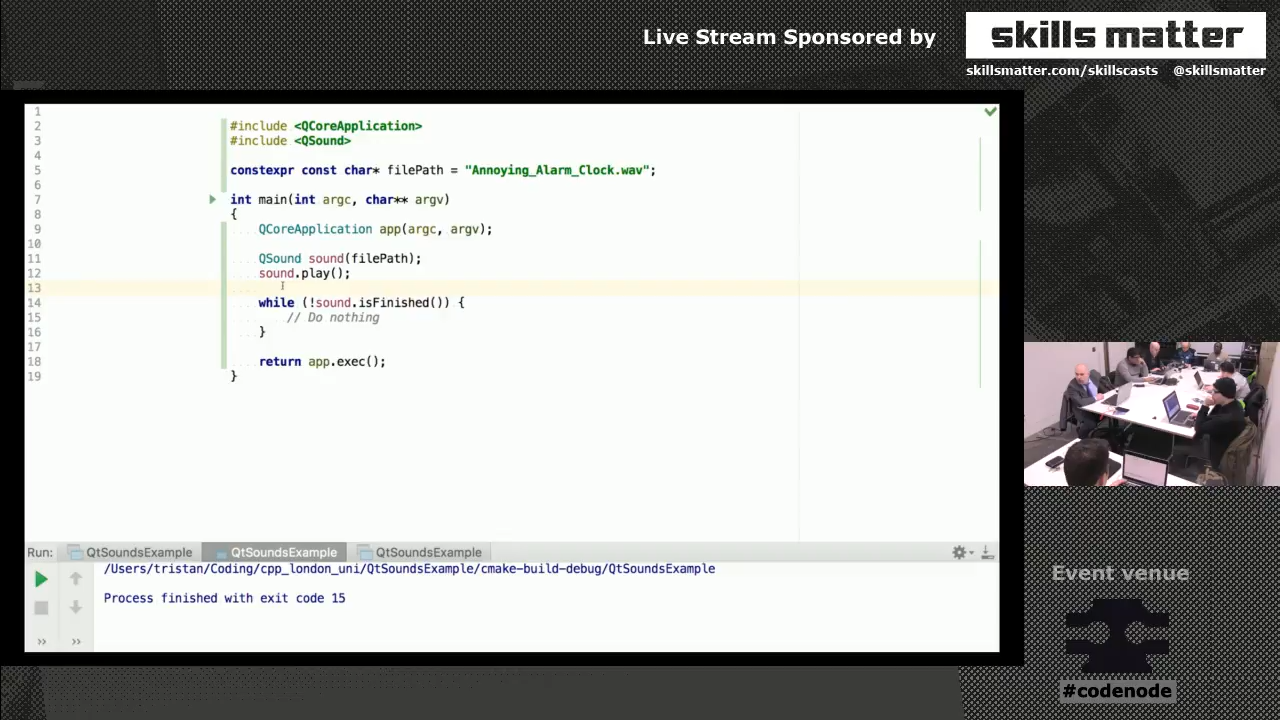 Live Stream Sponsored by
skills matter
skillsmatter.com/skillscasts @skillsmatter
1
2 #include <QCoreApplication>
3 #include <QSound>
4
5 constexpr const char* filePath = "Annoying_Alarm_Clock.wav";
6
7 int main(int argc, char** argv)
8 {
9 QCoreApplication app(argc, argv);
10
11 QSound sound(filePath);
12 sound.play();
13
14 while (!sound.isFinished()) {
15 // Do nothing
16 }
17
18 return app.exec();
19 }
Run: QtSoundsExample QtSoundsExample QtSoundsExample
/Users/tristan/Coding/cpp_london_uni/QtSoundsExample/cmake-build-debug/QtSoundsExample
Process finished with exit code 15
Event venue
#codenode